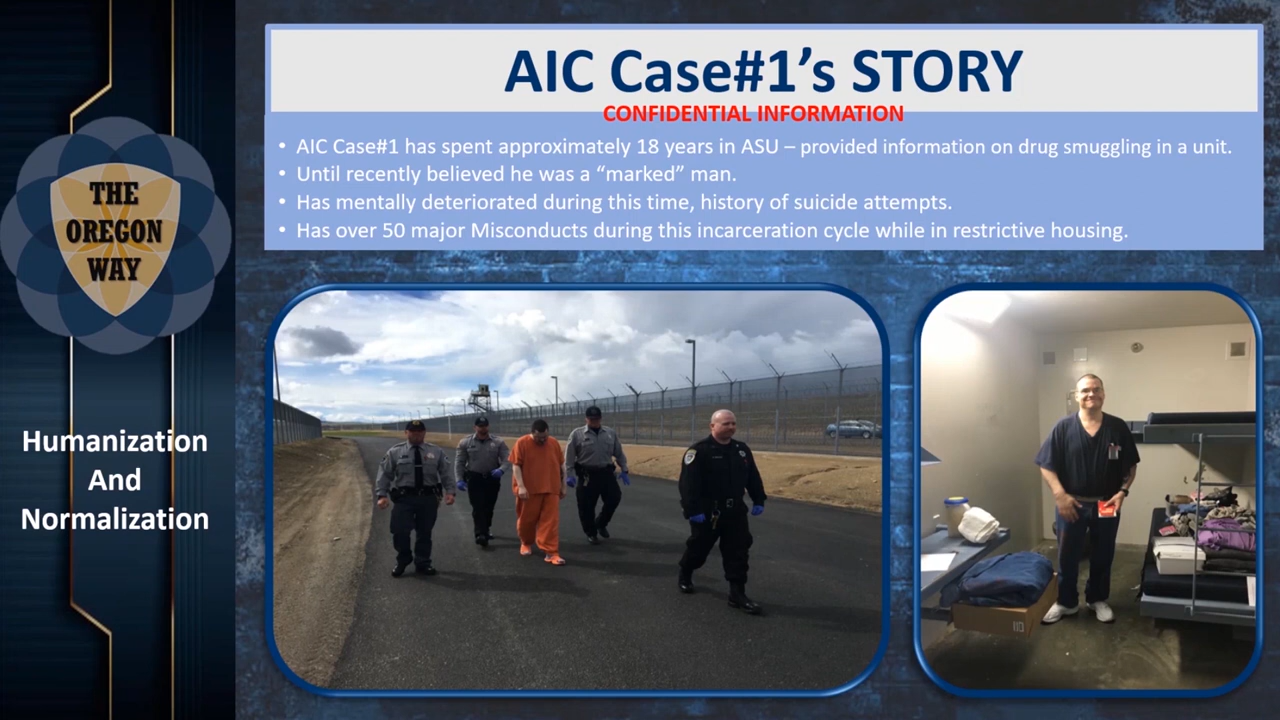 AIC Case#1's STORY
CONFIDENTIAL INFORMATION
• AIC Case#1 has spent approximately 18 years in ASU – provided information on drug smuggling in a unit.
• Until recently believed he was a “marked” man.
• Has mentally deteriorated during this time, history of suicide attempts.
• Has over 50 major Misconducts during this incarceration cycle while in restrictive housing.
THE
OREGON
WAY
Humanization
And
Normalization